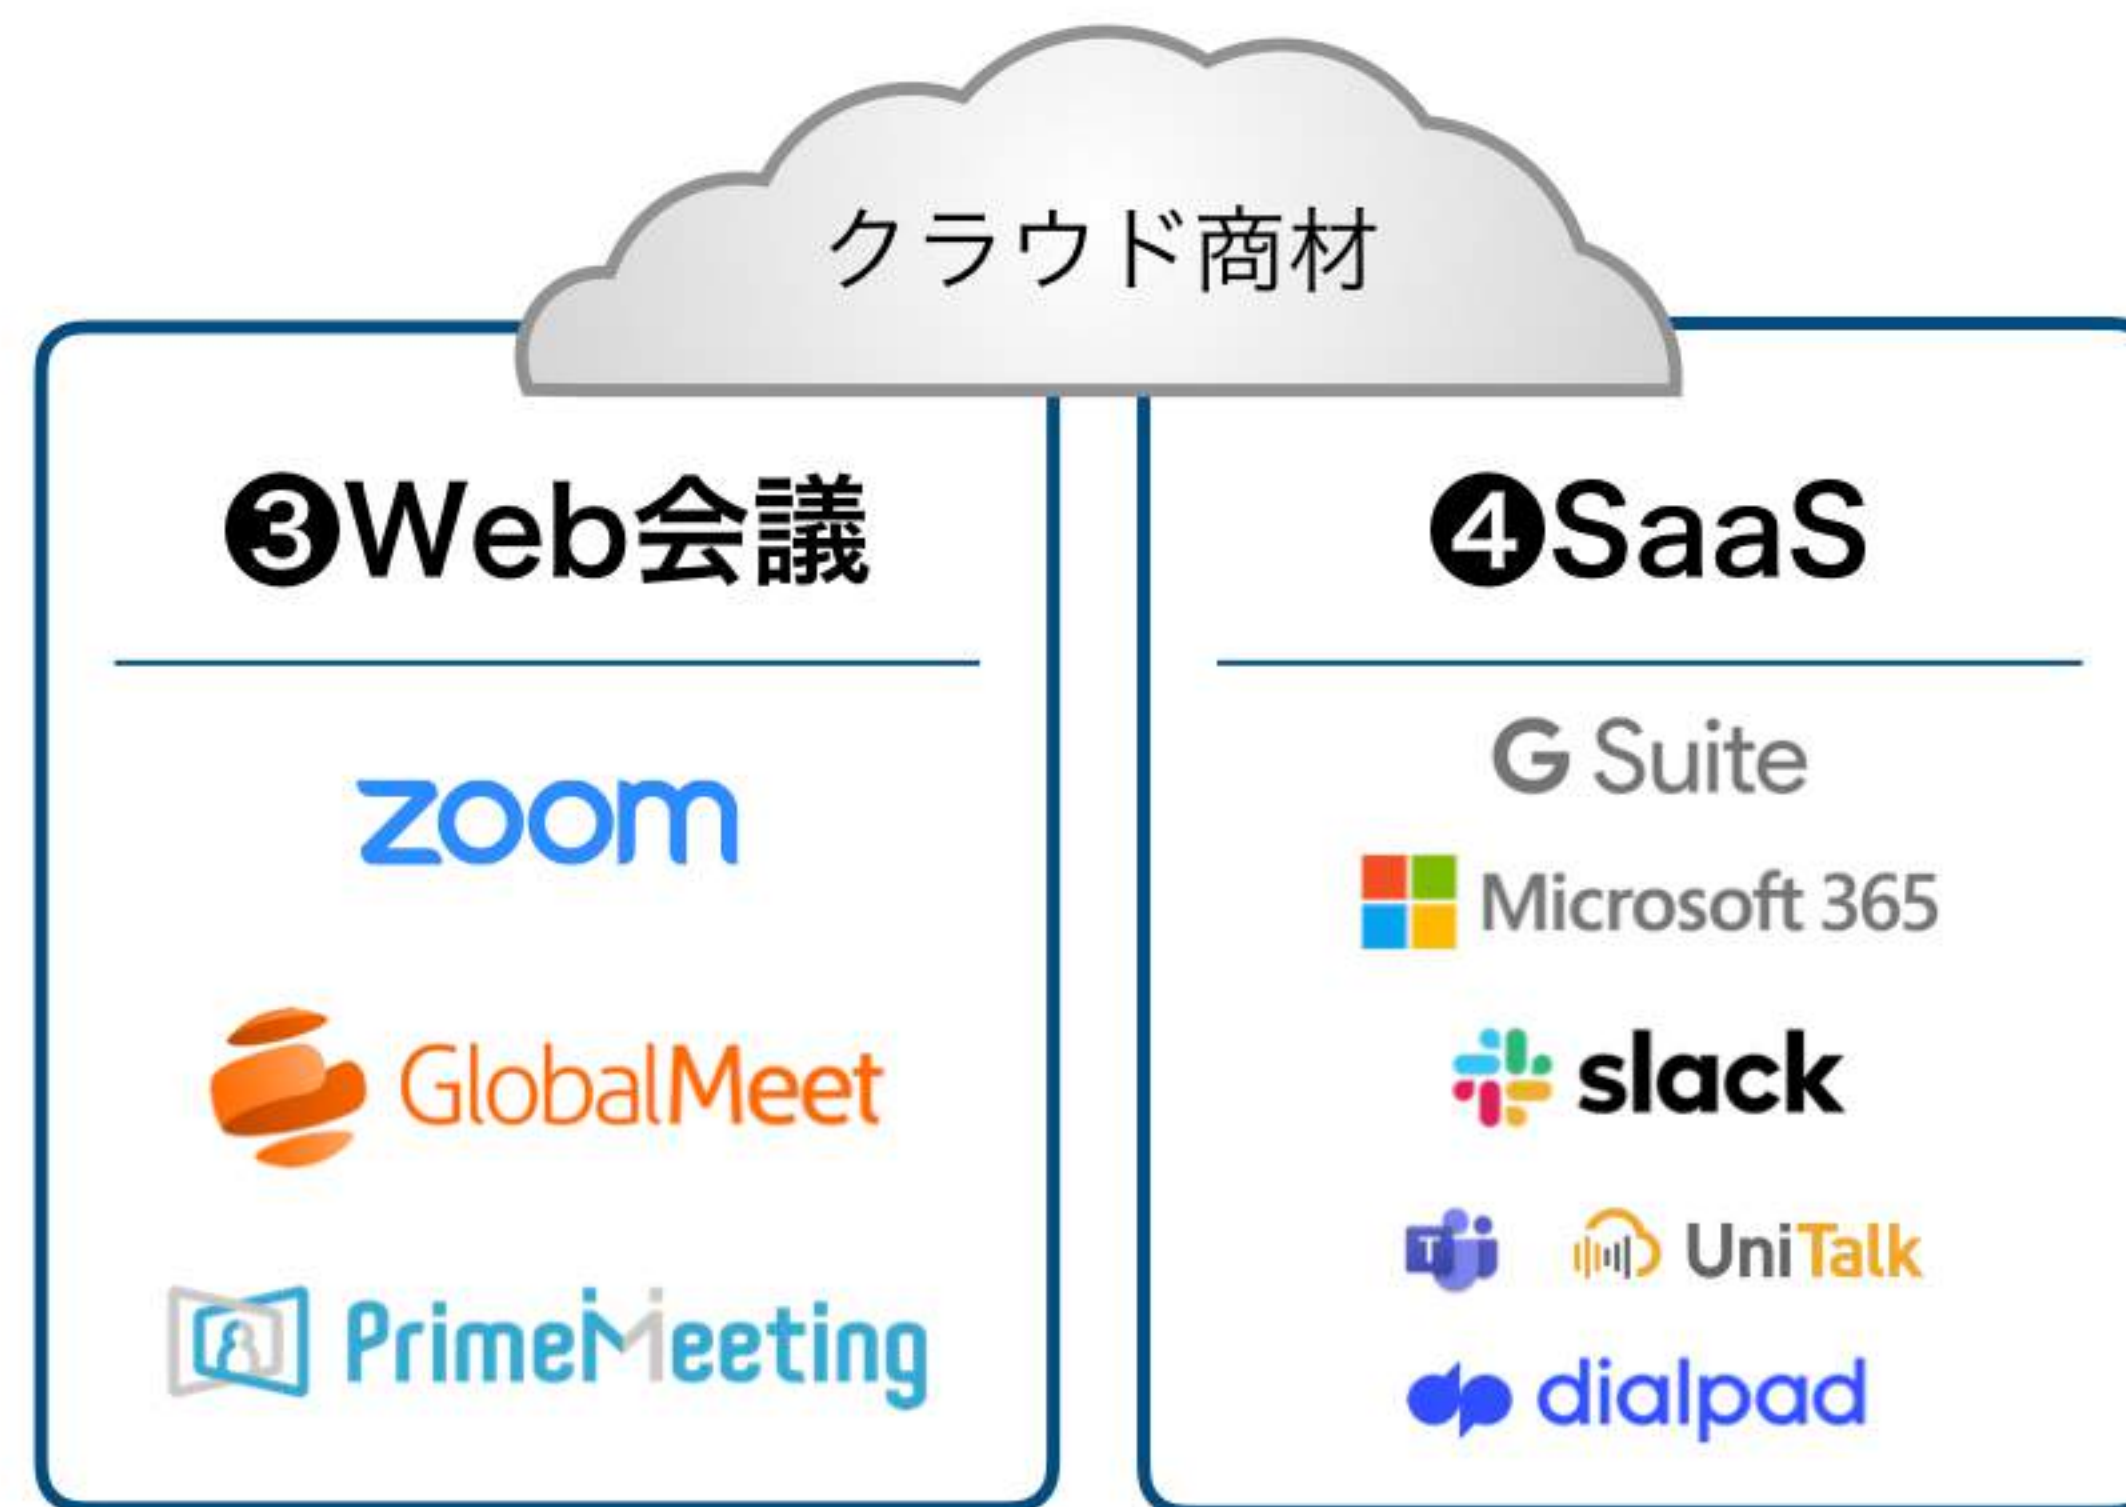 クラウド商材
❸Web会議
zoom
GlobalMeet
PrimeMeeting
❹SaaS
G Suite
Microsoft 365
slack
T UniTalk
dialpad